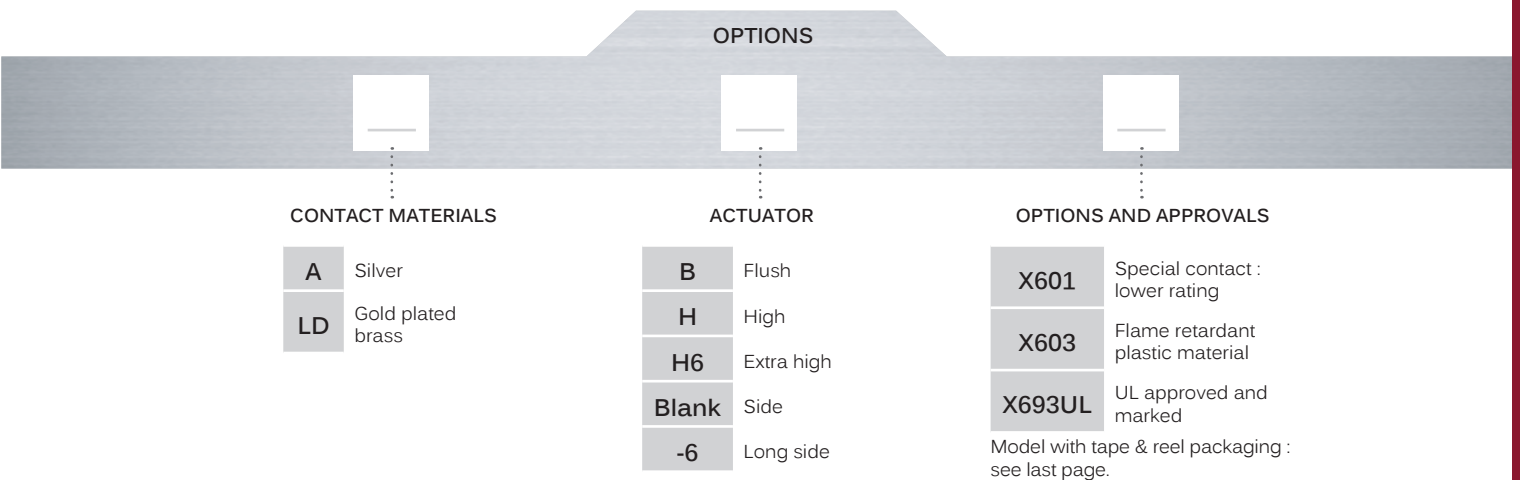 OPTIONS
CONTACT MATERIALS
A Silver
LD Gold plated
brass
ACTUATOR
B Flush
H High
H6 Extra high
Blank Side
-6 Long side
OPTIONS AND APPROVALS
X601 Special contact :
lower rating
X603 Flame retardant
plastic material
X693UL UL approved and
marked
Model with tape & reel packaging :
see last page.